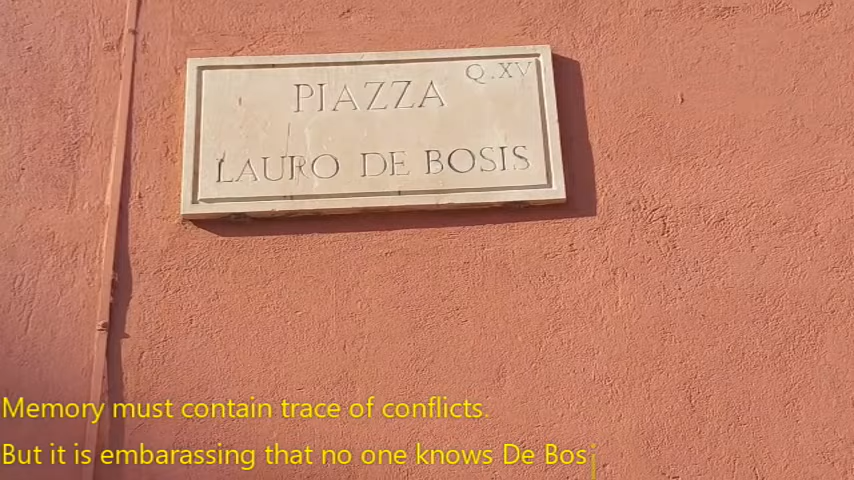 PIAZZA Q.XV
LAURO DE BOSIS
Memory must contain trace of conflicts.
But it is embarassing that no one knows De Bos